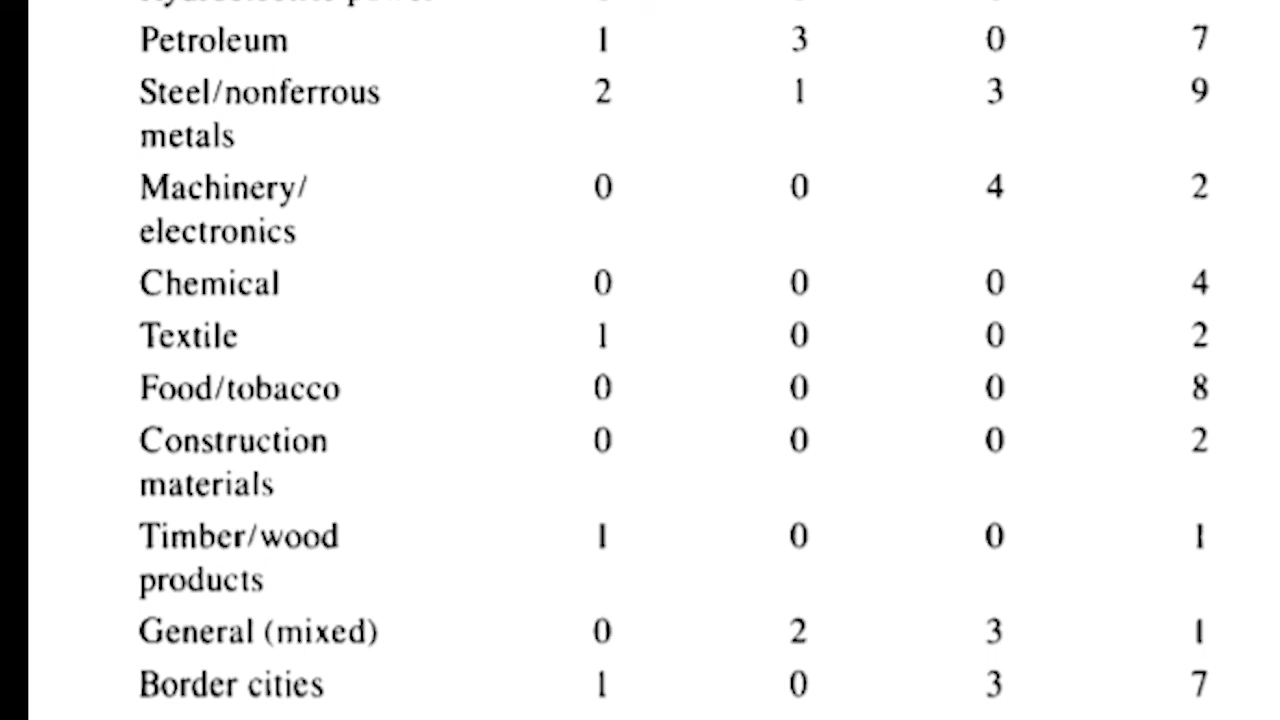 Petroleum 1 3 0 7
Steel/nonferrous 2 1 3 9
metals
Machinery/ 0 0 4 2
electronics
Chemical 0 0 0 4
Textile 1 0 0 2
Food/tobacco 0 0 0 8
Construction 0 0 0 2
materials
Timber/wood 1 0 0 1
products
General (mixed) 0 2 3 1
Border cities 1 0 3 7